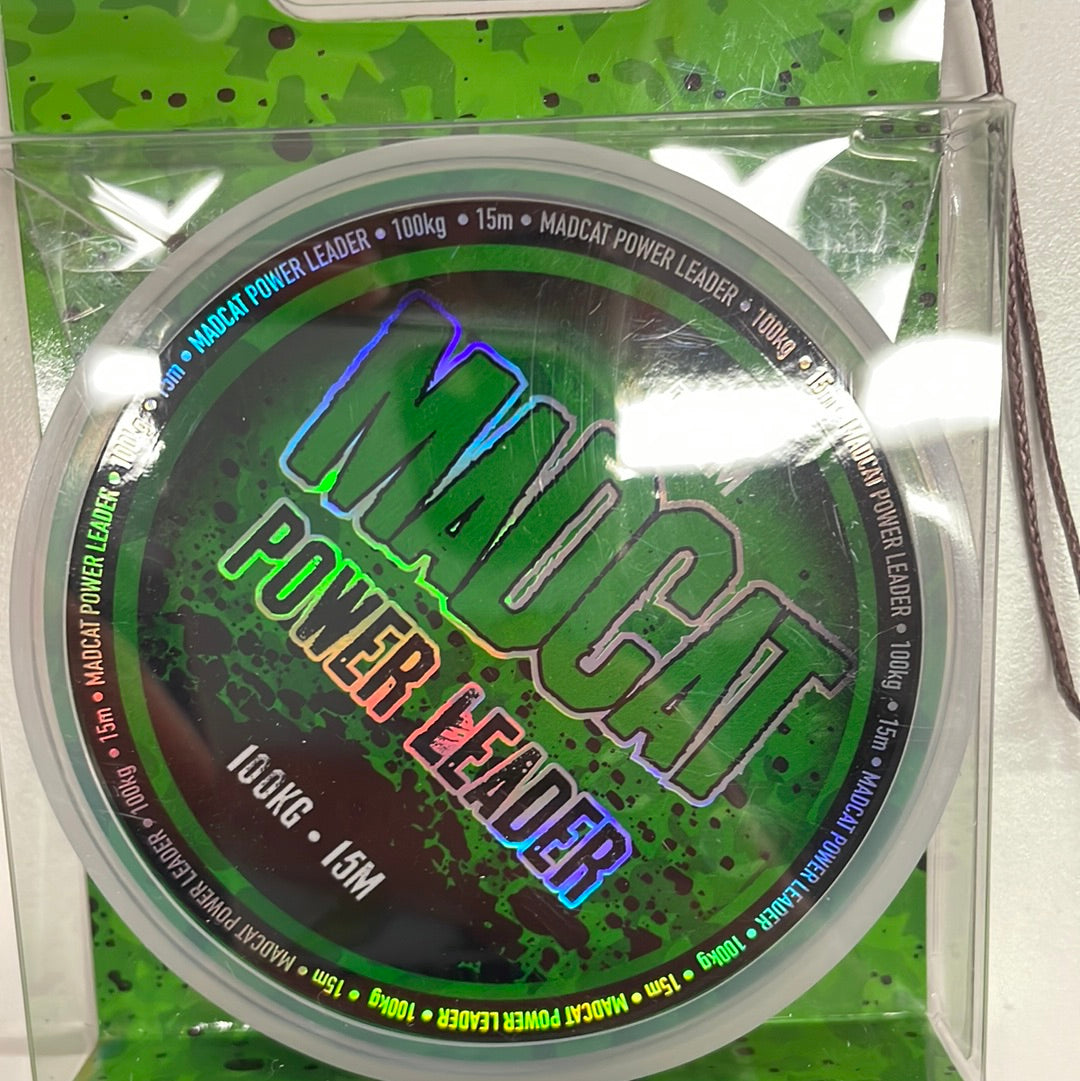 MADCAT
POWER LEADER
100KG • 15M
MADCAT POWER LEADER • 100kg • 15m • MADCAT POWER LEADER • 100kg • 15m • MADCAT POWER LEADER • 100kg • 15m • MADCAT POWER LEADER • 100kg • 15m • MADCAT POWER LEADER • 100kg • 15m • MADCAT POWER LEADER • 100kg • 15m • MADCAT POWER LEADER • 100kg • 15m •